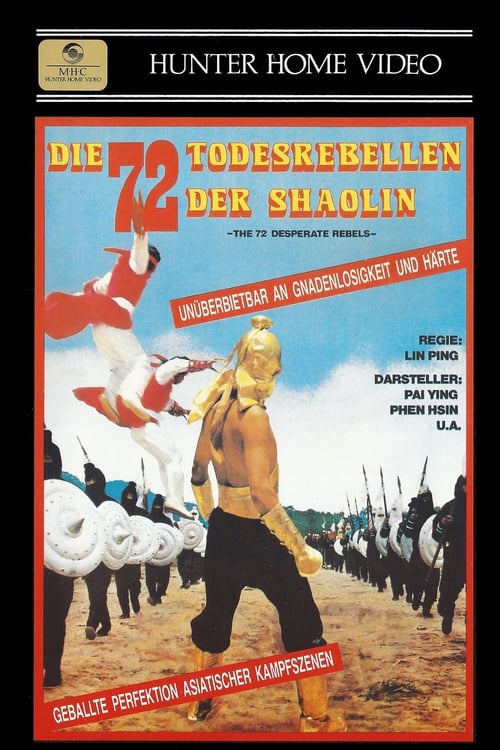 M·H·C
HUNTER HOME VIDEO
HUNTER HOME VIDEO
DIE 72 TODESREBELLEN
DER SHAOLIN
-THE 72 DESPERATE REBELS-
UNÜBERBIETBAR AN GNADENLOSIGKEIT UND HÄRTE
REGIE:
LIN PING
DARSTELLER:
PAI YING
PHEN HSIN
U.A.
GEBALLTE PERFEKTION ASIATISCHER KAMPFSZENEN